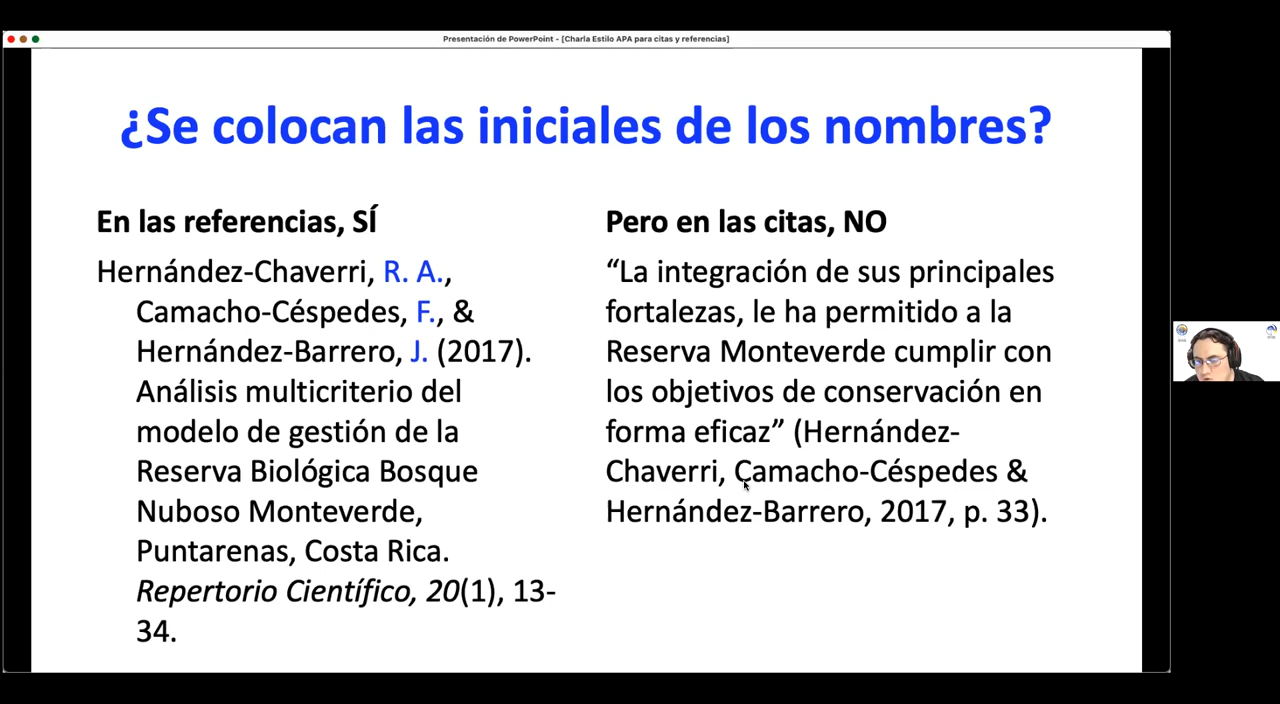 Presentación de PowerPoint - [Charla Estilo APA para citas y referencias]
¿Se colocan las iniciales de los nombres?
En las referencias, SÍ
Hernández-Chaverri, R. A.,
Camacho-Céspedes, F., &
Hernández-Barrero, J. (2017).
Análisis multicriterio del
modelo de gestión de la
Reserva Biológica Bosque
Nuboso Monteverde,
Puntarenas, Costa Rica.
Repertorio Científico, 20(1), 13-
34.
Pero en las citas, NO
“La integración de sus principales
fortalezas, le ha permitido a la
Reserva Monteverde cumplir con
los objetivos de conservación en
forma eficaz” (Hernández-
Chaverri, Camacho-Céspedes &
Hernández-Barrero, 2017, p. 33).